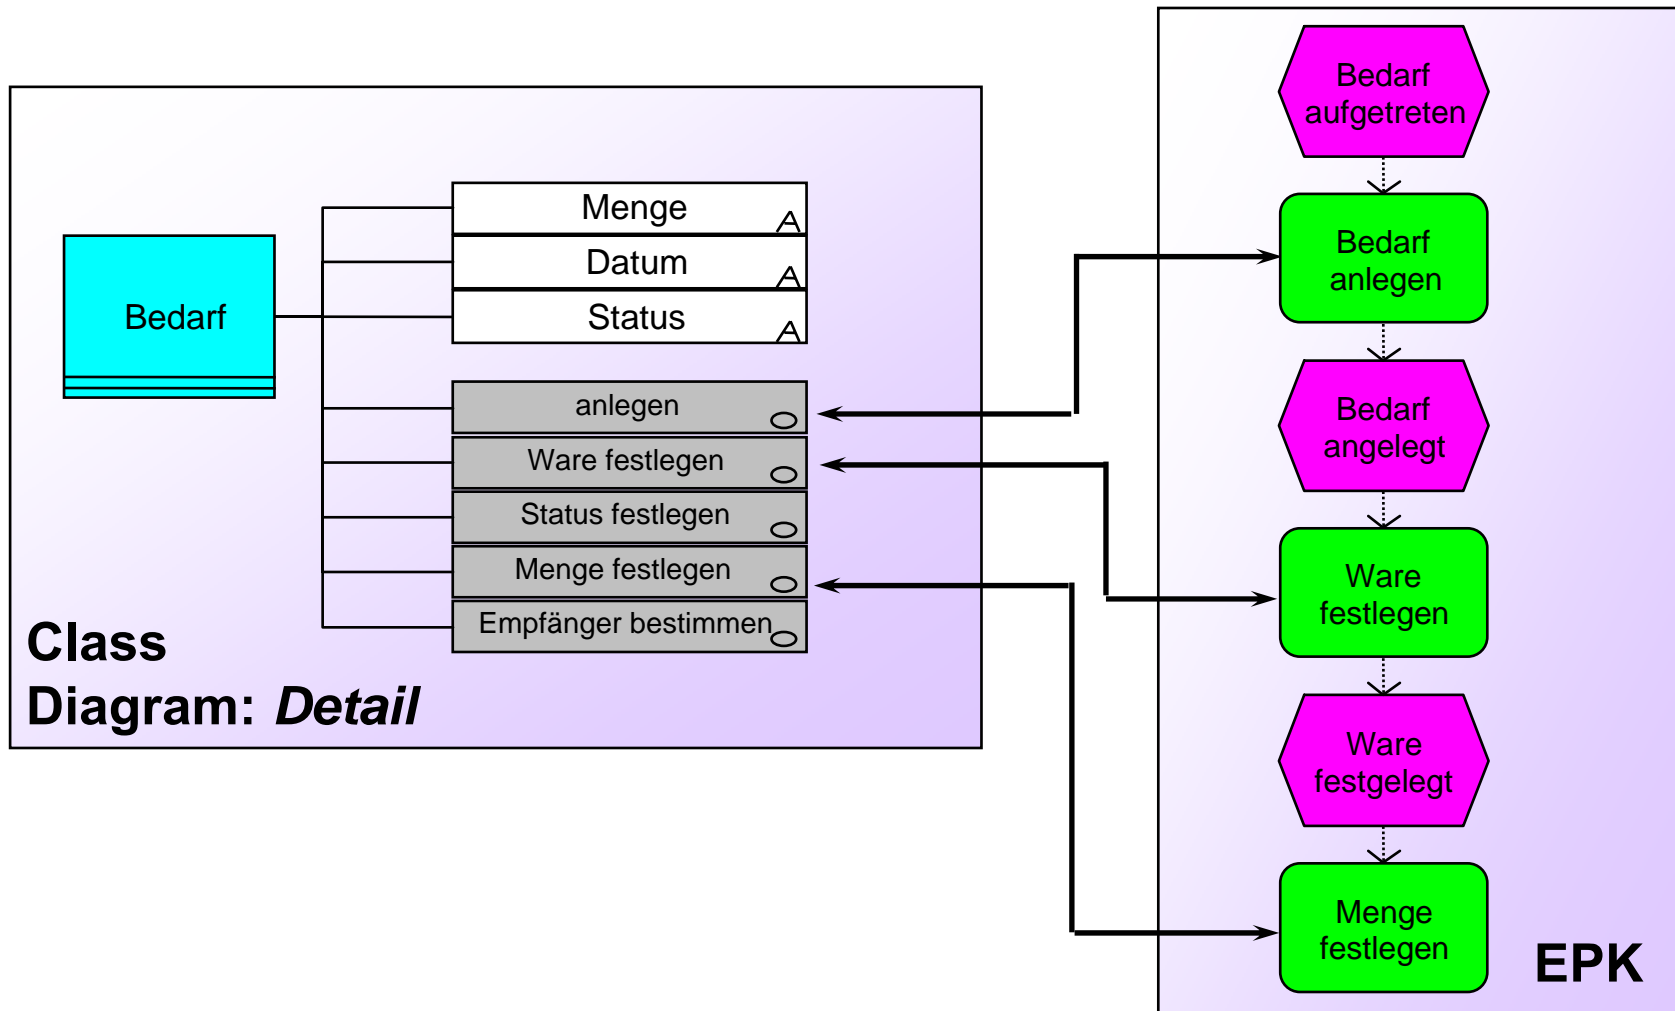 Bedarf
Menge
A
Datum
A
Status
A
anlegen
Ware festlegen
Status festlegen
Menge festlegen
Empfänger bestimmen
Class
Diagram: Detail
Bedarf
aufgetreten
Bedarf
anlegen
Bedarf
angelegt
Ware
festlegen
Ware
festgelegt
Menge
festlegen
EPK